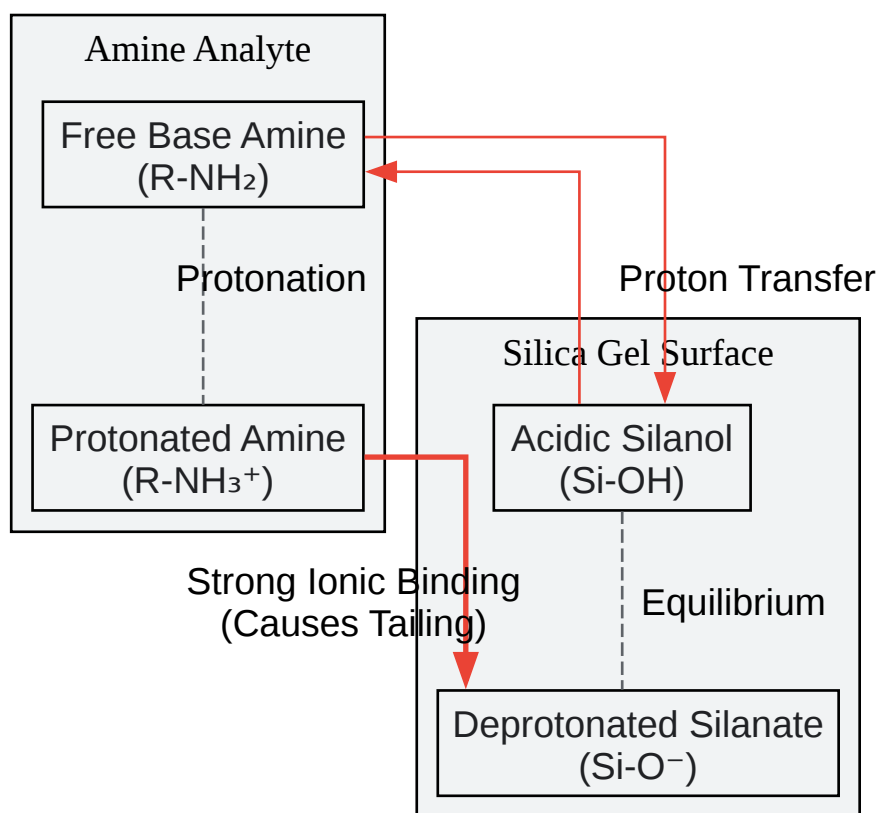 Amine Analyte
Free Base Amine
(R-NH₂)
Protonation
Proton Transfer
Silica Gel Surface
Protonated Amine
(R-NH₃⁺)
Acidic Silanol
(Si-OH)
Strong Ionic Binding
(Causes Tailing)
Equilibrium
Deprotonated Silanate
(Si-O⁻)